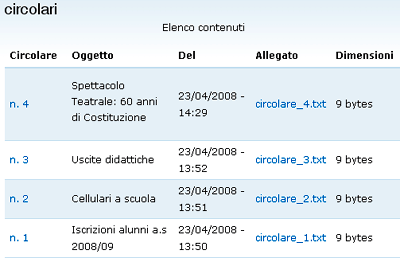 circolari
Elenco contenuti
Circolare Oggetto Del Allegato Dimensioni
n. 4 Spettacolo Teatrale: 60 anni di Costituzione 23/04/2008 - 14:29 circolare_4.txt 9 bytes
n. 3 Uscite didattiche 23/04/2008 - 13:52 circolare_3.txt 9 bytes
n. 2 Cellulari a scuola 23/04/2008 - 13:51 circolare_2.txt 9 bytes
n. 1 Iscrizioni alunni a.s 2008/09 23/04/2008 - 13:50 circolare_1.txt 9 bytes